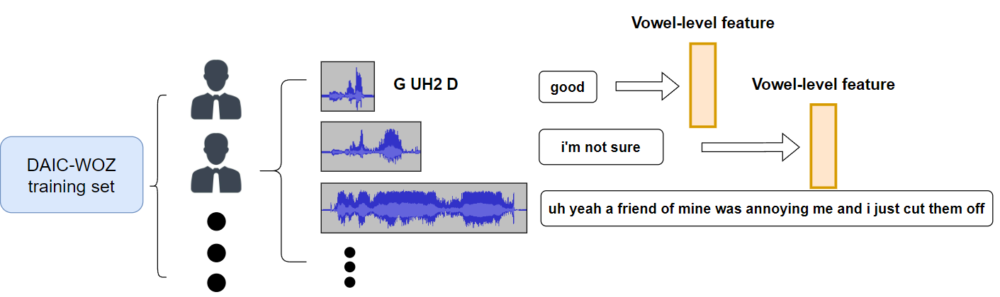 Vowel-level feature
G UH2 D
good
Vowel-level feature
i'm not sure
DAIC-WOZ
training set
uh yeah a friend of mine was annoying me and i just cut them off